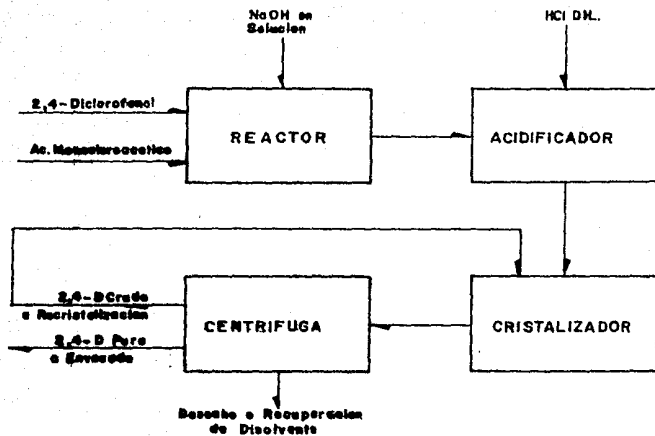 NaOH en
Solucion
HCl Dil.
2,4-Diclorofenol
Ac. Monocloroacetico
REACTOR
ACIDIFICADOR
2,4-D Crudo
a Recristalizacion
2,4-D Puro
a Envasado
CENTRIFUGA
CRISTALIZADOR
Desecho o Recuperacion
de Disolvente